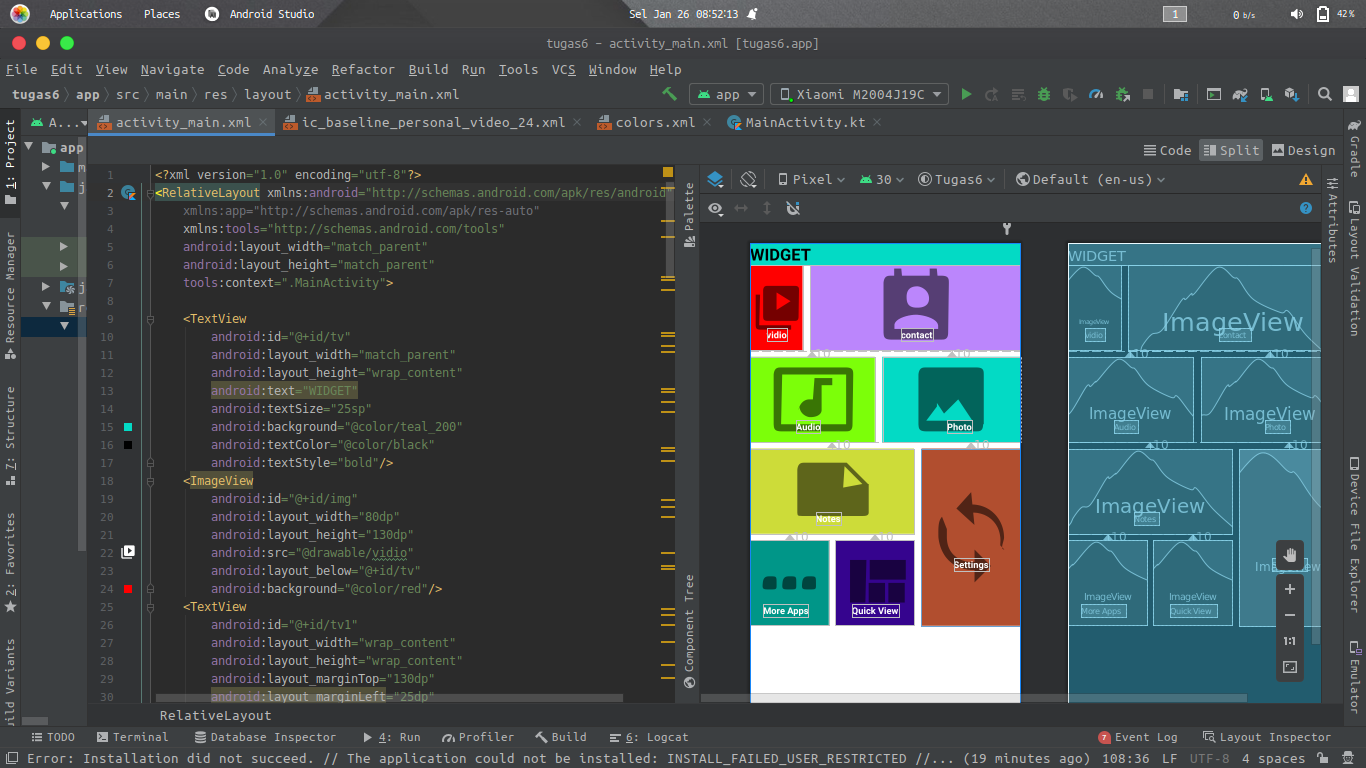 Applications Places Android Studio Sel Jan 26 08:52:13 1 0 b/s 42%
tugas6 – activity_main.xml [tugas6.app]
File Edit View Navigate Code Analyze Refactor Build Run Tools VCS Window Help
tugas6 app src main res layout activity_main.xml app Xiaomi M2004J19C
A... activity_main.xml ic_baseline_personal_video_24.xml colors.xml MainActivity.kt
Code Split Design
1: Project
Resource Manager
7: Structure
2: Favorites
ild Variants
app
m
j
j
r
1 <?xml version="1.0" encoding="utf-8"?>
2 <RelativeLayout xmlns:android="http://schemas.android.com/apk/res/android
3 xmlns:app="http://schemas.android.com/apk/res-auto"
4 xmlns:tools="http://schemas.android.com/tools"
5 android:layout_width="match_parent"
6 android:layout_height="match_parent"
7 tools:context=".MainActivity">
8
9 <TextView
10 android:id="@+id/tv"
11 android:layout_width="match_parent"
12 android:layout_height="wrap_content"
13 android:text="WIDGET"
14 android:textSize="25sp"
15 android:background="@color/teal_200"
16 android:textColor="@color/black"
17 android:textStyle="bold"/>
18 <ImageView
19 android:id="@+id/img"
20 android:layout_width="80dp"
21 android:layout_height="130dp"
22 android:src="@drawable/vidio"
23 android:layout_below="@+id/tv"
24 android:background="@color/red"/>
25 <TextView
26 android:id="@+id/tv1"
27 android:layout_width="wrap_content"
28 android:layout_height="wrap_content"
29 android:layout_marginTop="130dp"
30 android:layout_marginLeft="25dp"
RelativeLayout
Palette
Component Tree
Pixel 30 Tugas6 Default (en-us)
WIDGET
vidio contact
10 10
Audio Photo
10 10
Notes
Settings
10 10
More Apps Quick View
WIDGET
ImageView ImageView
vidio contact
10 10
ImageView ImageView
Audio Photo
10 10
ImageView
Notes
10 10
ImageView
ImageView ImageView
More Apps Quick View
1:1
Attributes
Gradle
Layout Validation
Device File Explorer
Emulator
TODO Terminal Database Inspector 4: Run Profiler Build 6: Logcat 7 Event Log Layout Inspector
Error: Installation did not succeed. // The application could not be installed: INSTALL_FAILED_USER_RESTRICTED //... (19 minutes ago) 108:36 LF UTF-8 4 spaces